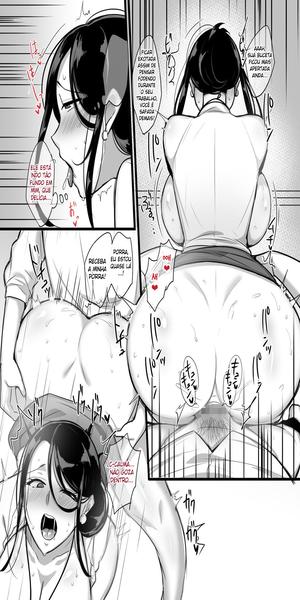 AAAH,
SUA BUCETA
FICOU MAIS
APERTADA
AINDA...
FICAR
EXCITADA
ASSIM DE
PENSAR
FODENDO
DURANTE
O SEU
TRABALHO,
VOCÊ É
SAFADA
DEMAIS!
ELE ESTÁ
INDO TÃO
FUNDO EM
MIM, QUE
DELÍCIA...
OOH
AH
PORRA,
EU ESTOU
QUASE LÁ
RECEBA
A MINHA
PORRA!
C-CALMA...
NÃO GOZA
DENTRO...